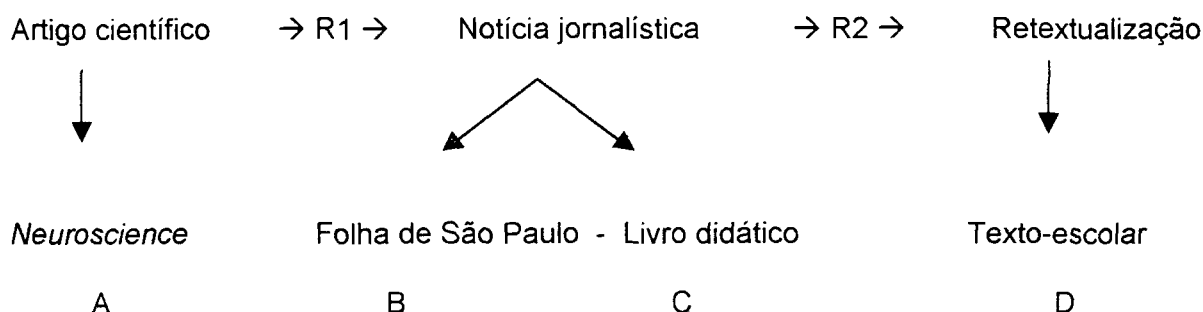 Artigo científico → R1 → Notícia jornalística → R2 → Retextualização
Neuroscience Folha de São Paulo - Livro didático Texto-escolar
A B C D